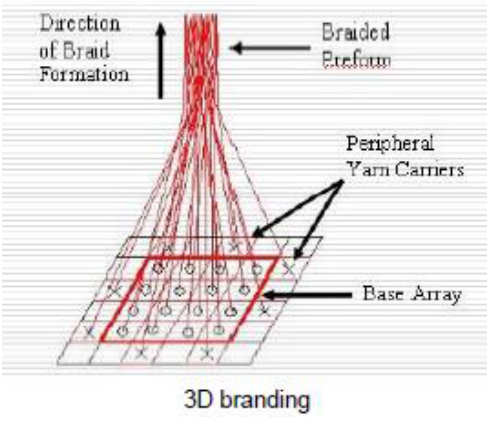 Direction
of Braid
Formation
Braided
Preform
Peripheral
Yarn Carriers
Base Array
3D branding